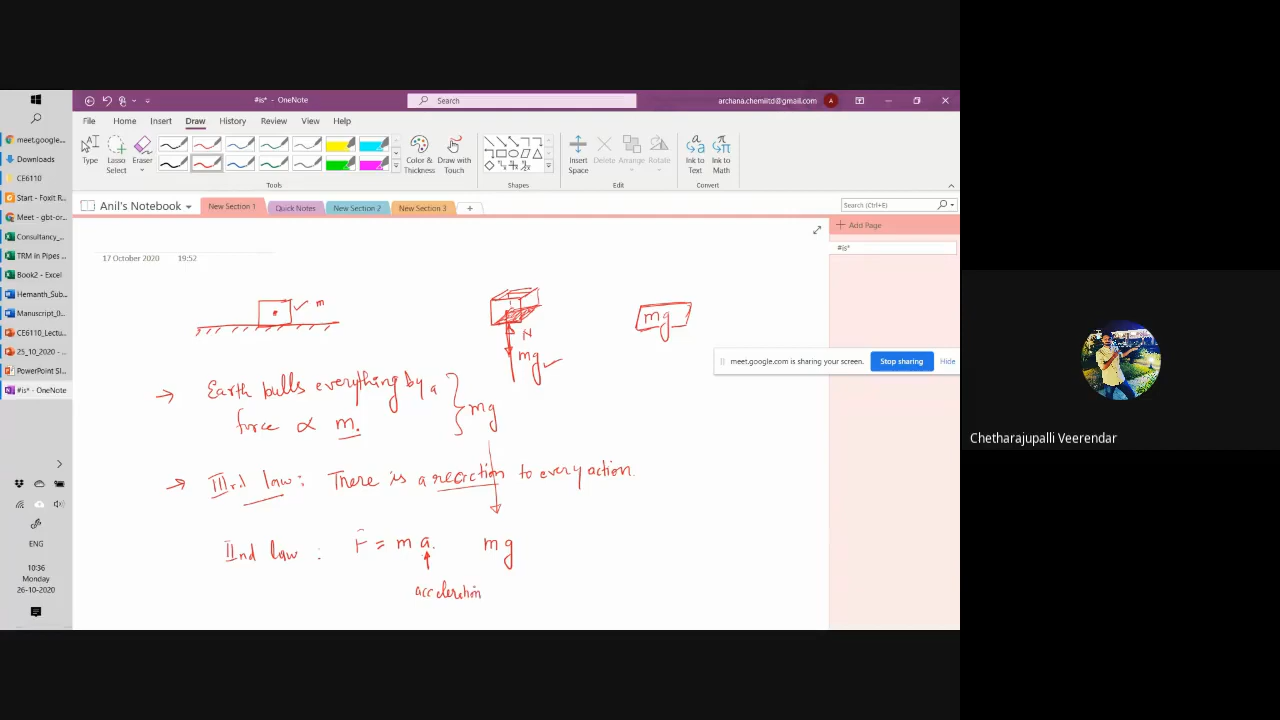 #is* - OneNote
Search
archana.chemiitd@gmail.com
A
File Home Insert Draw History Review View Help
Type
Lasso Select
Eraser
Color & Thickness
Draw with Touch
Insert Space
Delete
Arrange
Rotate
Ink to Text
Ink to Math
Tools
Shapes
Edit
Convert
Anil's Notebook
New Section 1
Quick Notes
New Section 2
New Section 3
Search (Ctrl+E)
Add Page
#is*
17 October 2020 19:52
m
N
mg
mg
meet.google.com is sharing your screen.
Stop sharing
Hide
→ Earth pulls everything by a
force ∝ m.
mg
→ IIIrd law: There is a reaction to every action.
IInd law: F = ma. mg
acceleration
meet.google...
Downloads
CE6110
Start - Foxit R
Meet - gbt-or...
Consultancy_...
TRM in Pipes
Book2 - Excel
Hemanth_Sub...
Manuscript_0...
CE6110_Lectu...
25_10_2020 -
PowerPoint Sl...
#is* - OneNote
ENG
10:36
Monday
26-10-2020
Chetharajupalli Veerendar